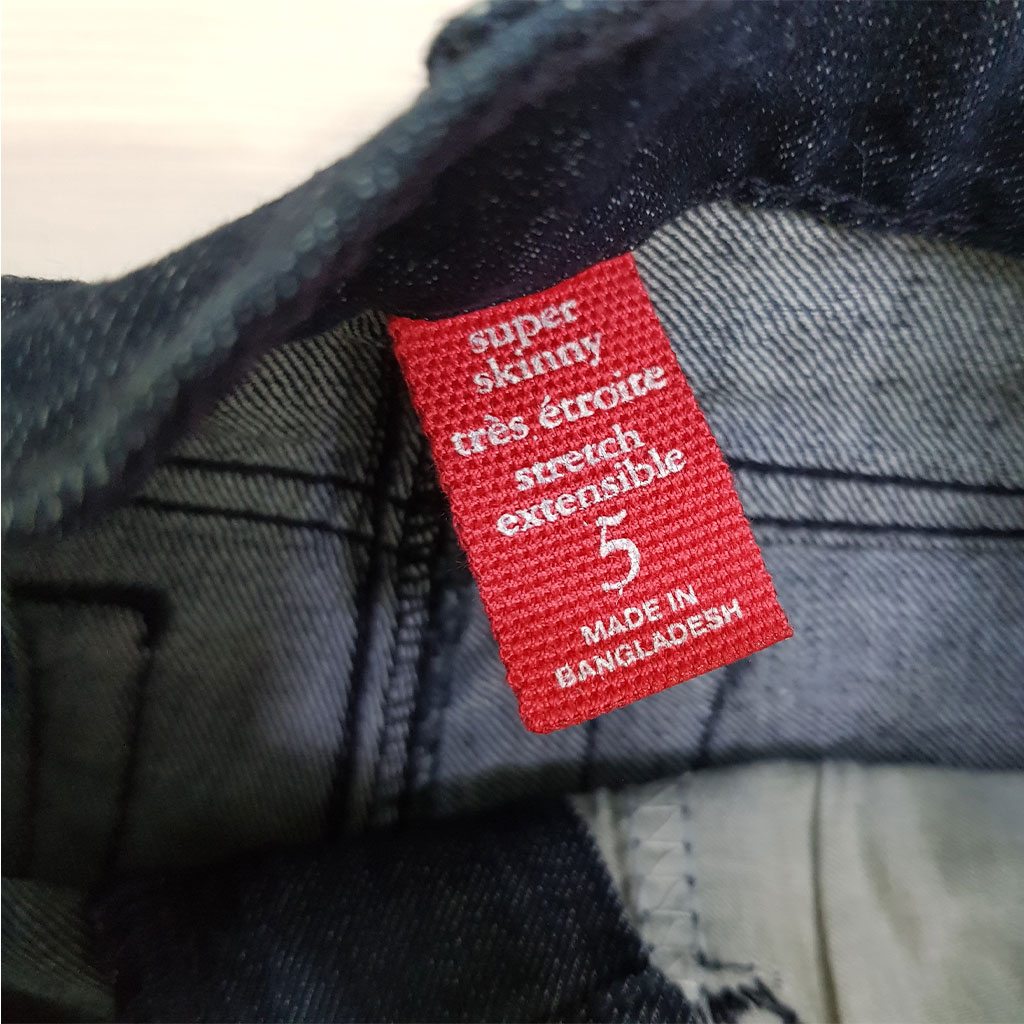 super
skinny
très étroite
stretch
extensible
5
MADE IN
BANGLADESH